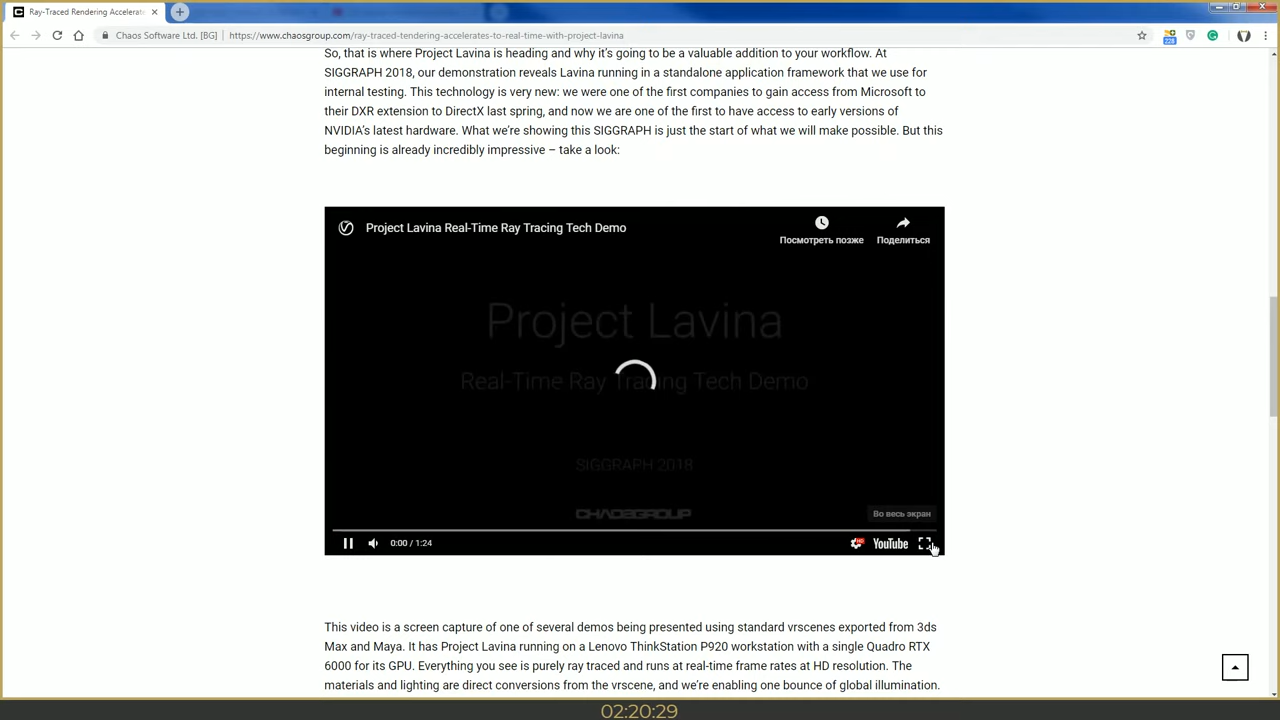 Ray-Traced Rendering Accelerate
Chaos Software Ltd. [BG]
https://www.chaosgroup.com/ray-traced-tendering-accelerates-to-real-time-with-project-lavina
228
So, that is where Project Lavina is heading and why it's going to be a valuable addition to your workflow. At
SIGGRAPH 2018, our demonstration reveals Lavina running in a standalone application framework that we use for
internal testing. This technology is very new: we were one of the first companies to gain access from Microsoft to
their DXR extension to DirectX last spring, and now we are one of the first to have access to early versions of
NVIDIA's latest hardware. What we're showing this SIGGRAPH is just the start of what we will make possible. But this
beginning is already incredibly impressive – take a look:
Project Lavina Real-Time Ray Tracing Tech Demo
Посмотреть позже
Поделиться
Project Lavina
Real-Time Ray Tracing Tech Demo
SIGGRAPH 2018
CHAOSGROUP
Во весь экран
0:00 / 1:24
HD
YouTube
This video is a screen capture of one of several demos being presented using standard vrscenes exported from 3ds
Max and Maya. It has Project Lavina running on a Lenovo ThinkStation P920 workstation with a single Quadro RTX
6000 for its GPU. Everything you see is purely ray traced and runs at real-time frame rates at HD resolution. The
materials and lighting are direct conversions from the vrscene, and we're enabling one bounce of global illumination.
02:20:29